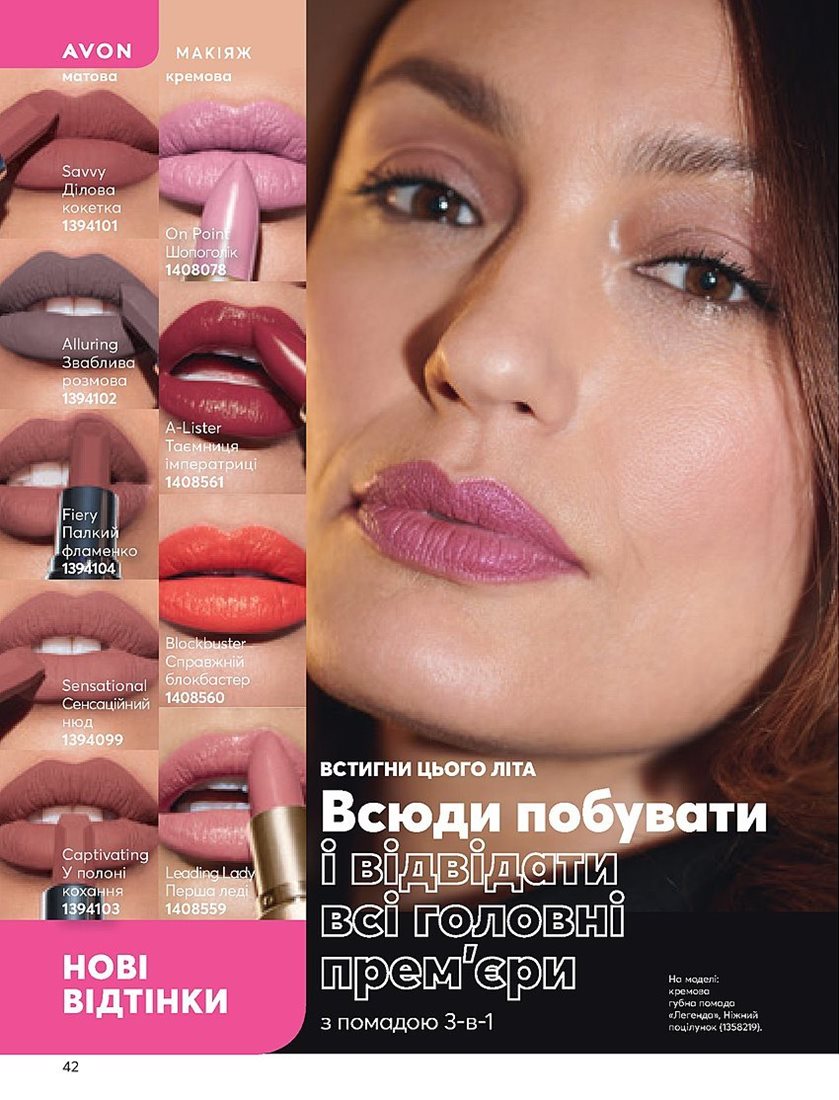 AVON
МАКІЯЖ
матова
кремова
Savvy
Ділова
кокетка
1394101
Alluring
Зваблива
розмова
1394102
Fiery
Палкий
фламенко
1394104
Sensational
Сенсаційний
нюд
1394099
Captivating
У полоні
кохання
1394103
On Point
Шопоголік
1408078
A-Lister
Таємниця
імператриці
1408561
Blockbuster
Справжній
блокбастер
1408560
Leading Lady
Перша леді
1408559
НОВІ
ВІДТІНКИ
ВСТИГНИ ЦЬОГО ЛІТА
Всюди побувати
і відвідати
всі головні
прем'єри
з помадою 3-в-1
На моделі:
кремова
губна помада
«Легенда», Ніжний
поцілунок (1358219).
42